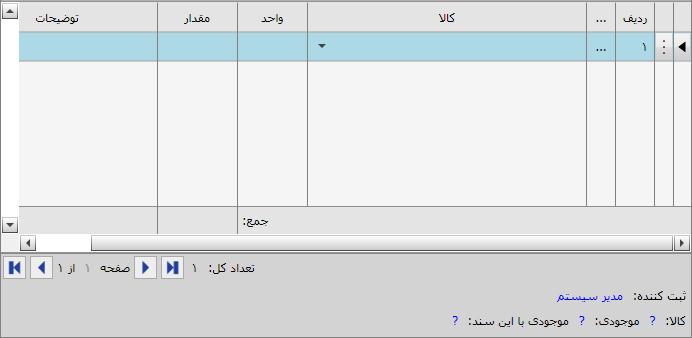 ردیف ... کالا واحد مقدار توضیحات
۱ ...
جمع:
تعداد کل: ۱ صفحه ۱ از ۱
ثبت کننده: مدیر سیستم
کالا: ? موجودی: ? موجودی با این سند: ?